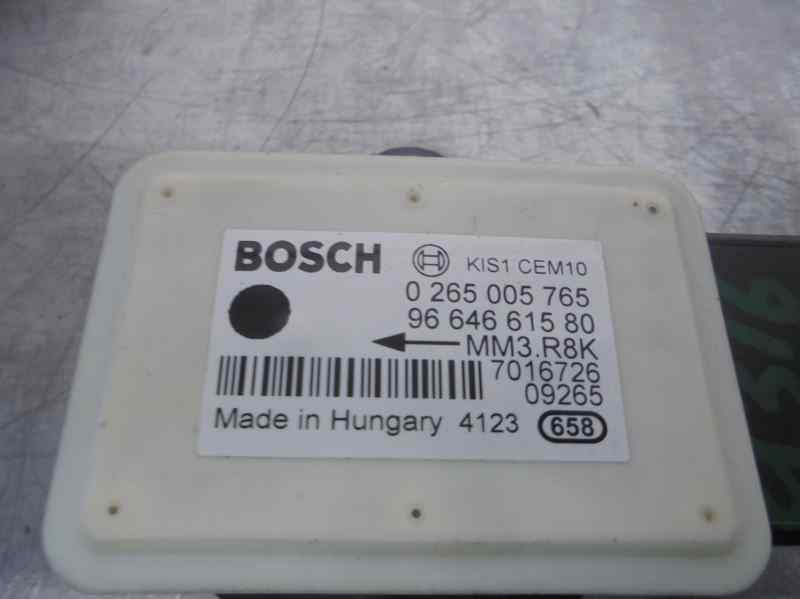 BOSCH KIS1 CEM10
0 265 005 765
96 646 615 80
MM3.R8K
7016726
09265
Made in Hungary 4123 658